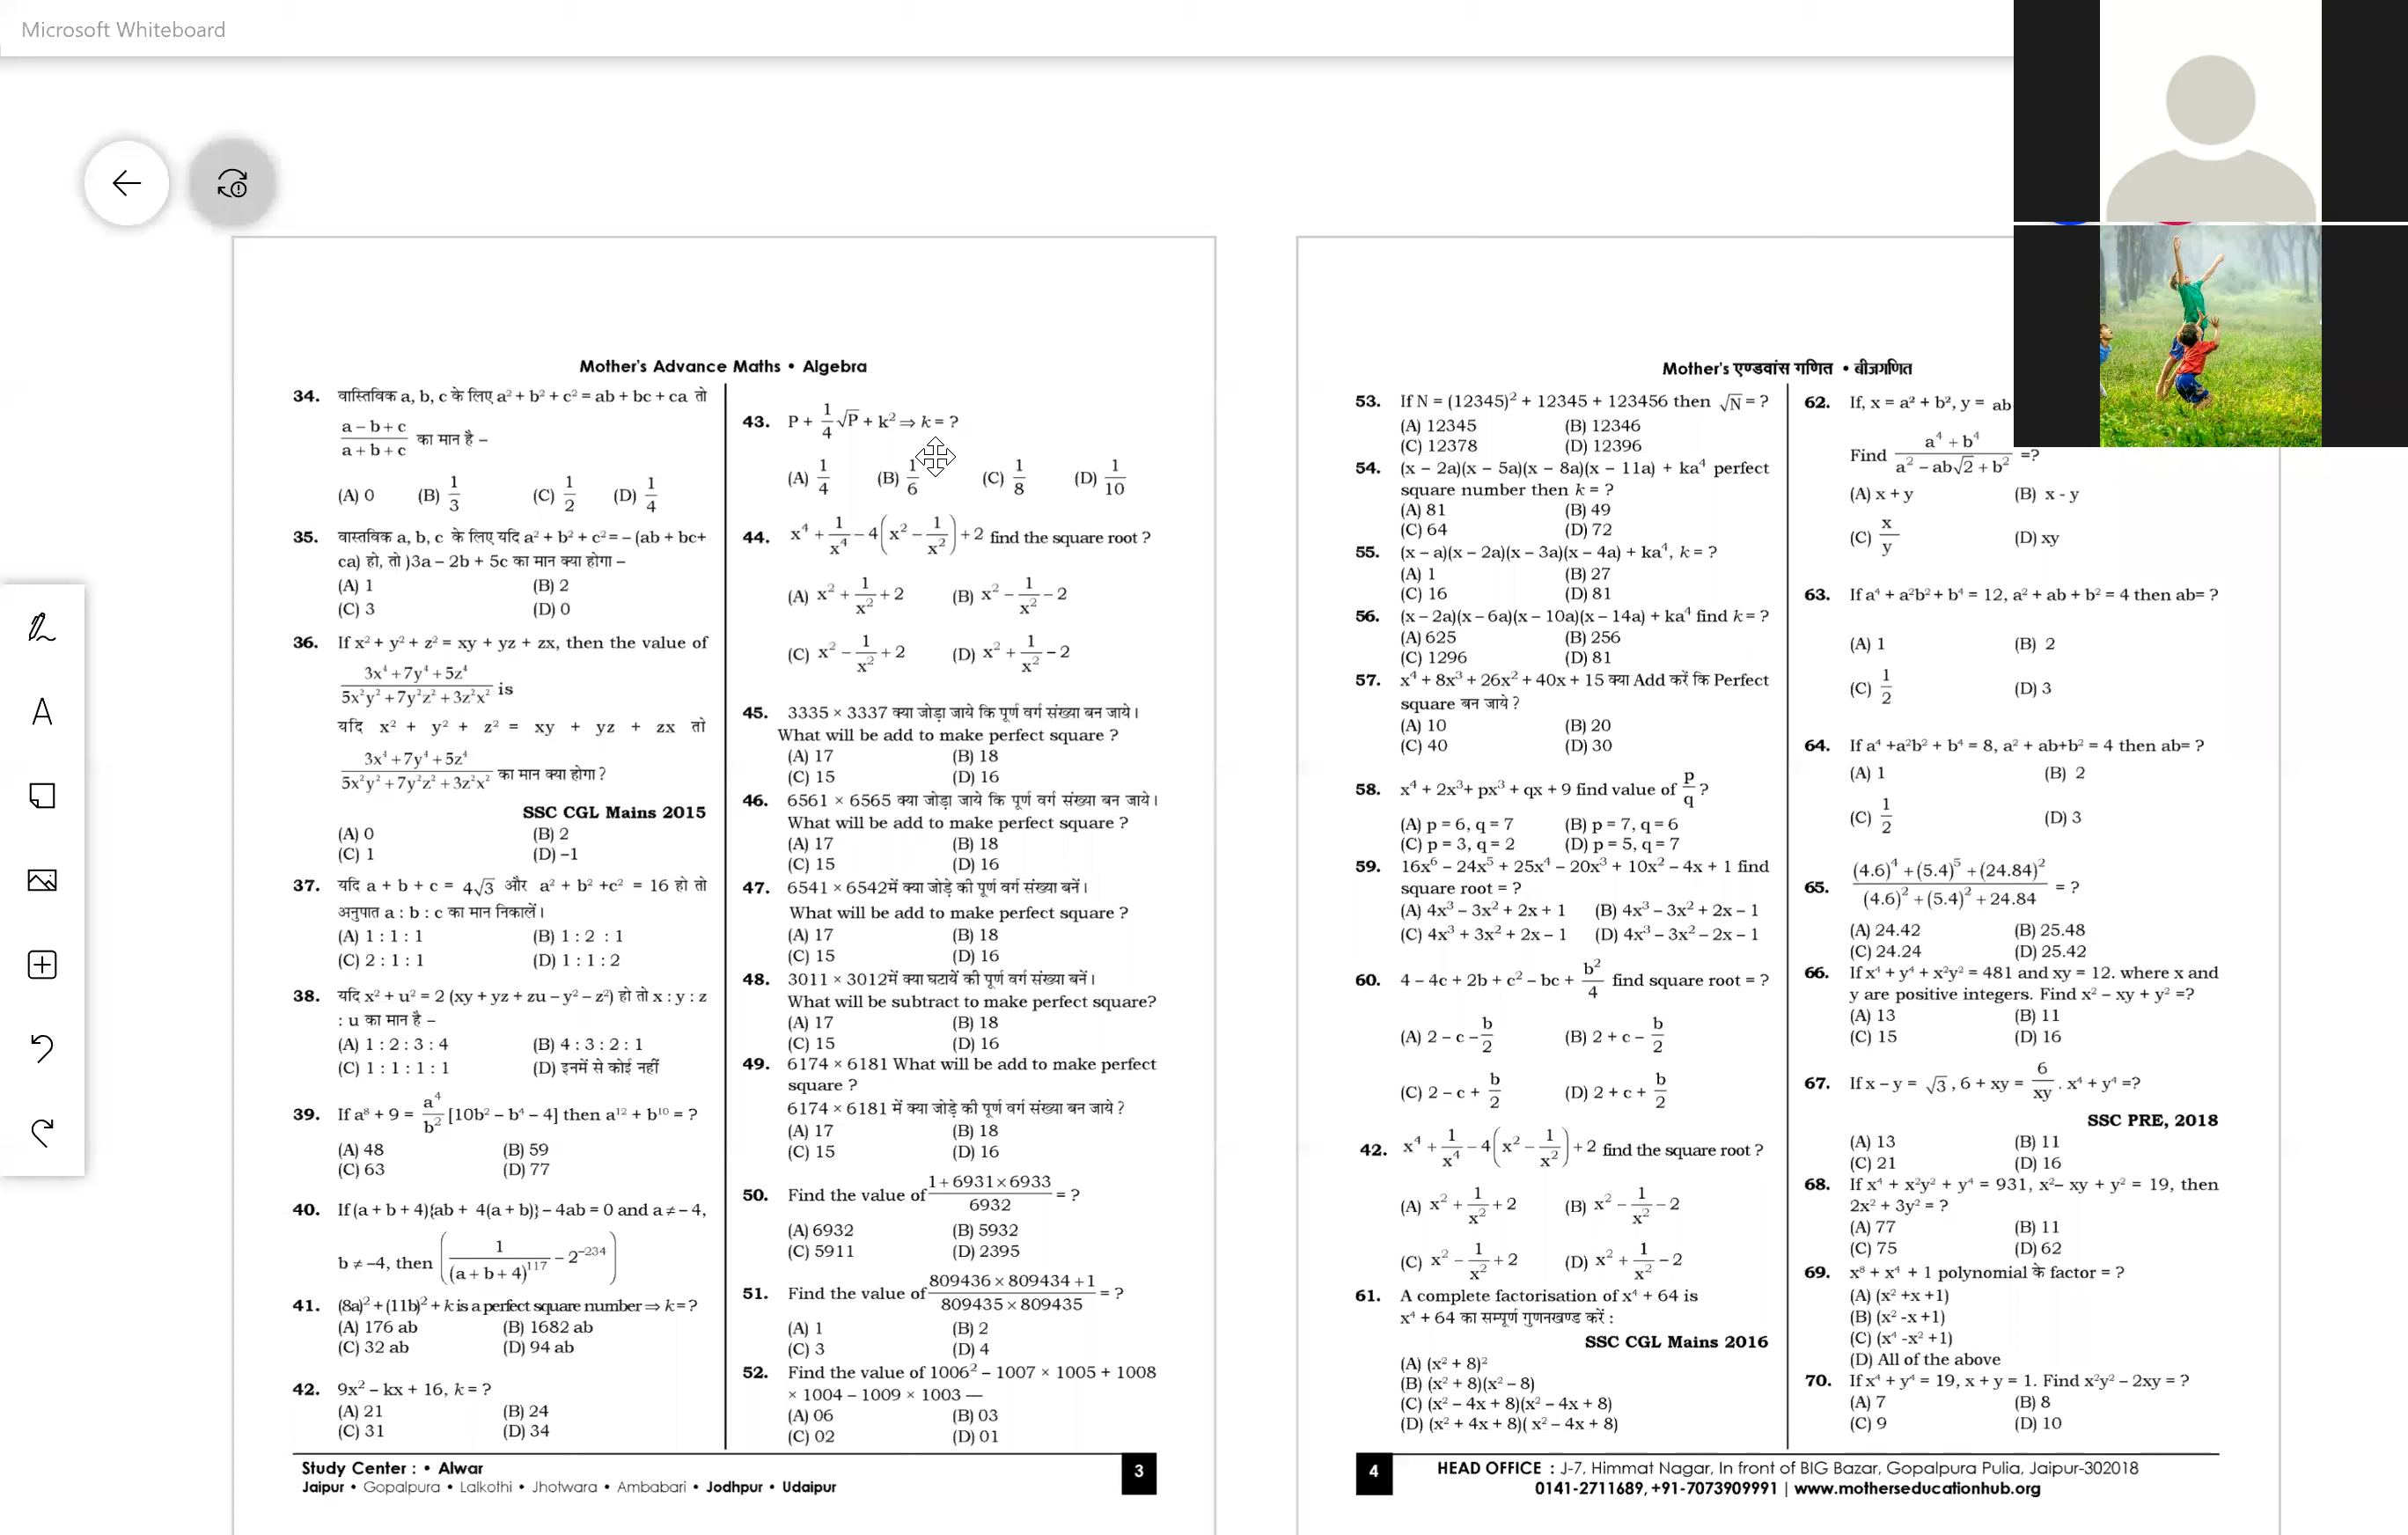 Microsoft Whiteboard
Mother's Advance Maths • Algebra
34. वास्तविक a, b, c के लिए a² + b² + c² = ab + bc + ca तो
(a – b + c)/(a + b + c) का मान है –
(A) 0 (B) 1/3 (C) 1/2 (D) 1/4
35. वास्तविक a, b, c के लिए यदि a² + b² + c² = – (ab + bc+
ca) हो, तो )3a – 2b + 5c का मान क्या होगा –
(A) 1 (B) 2
(C) 3 (D) 0
36. If x² + y² + z² = xy + yz + zx, then the value of
(3x⁴ + 7y⁴ + 5z⁴)/(5x²y² + 7y²z² + 3z²x²) is
यदि x² + y² + z² = xy + yz + zx तो
(3x⁴ + 7y⁴ + 5z⁴)/(5x²y² + 7y²z² + 3z²x²) का मान क्या होगा ?
SSC CGL Mains 2015
(A) 0 (B) 2
(C) 1 (D) –1
37. यदि a + b + c = 4√3 और a² + b² +c² = 16 हो तो
अनुपात a : b : c का मान निकालें।
(A) 1 : 1 : 1 (B) 1 : 2 : 1
(C) 2 : 1 : 1 (D) 1 : 1 : 2
38. यदि x² + u² = 2 (xy + yz + zu – y² – z²) हो तो x : y : z
: u का मान है –
(A) 1 : 2 : 3 : 4 (B) 4 : 3 : 2 : 1
(C) 1 : 1 : 1 : 1 (D) इनमें से कोई नहीं
39. If a⁸ + 9 = a⁴/b² [10b² – b⁴ – 4] then a¹² + b¹⁰ = ?
(A) 48 (B) 59
(C) 63 (D) 77
40. If (a + b + 4){ab + 4(a + b)} – 4ab = 0 and a ≠ – 4,
b ≠ –4, then (1/(a + b + 4)¹¹⁷ – 2⁻²³⁴)
41. (8a)² + (11b)² + k is a perfect square number ⇒ k = ?
(A) 176 ab (B) 1682 ab
(C) 32 ab (D) 94 ab
42. 9x² – kx + 16, k = ?
(A) 21 (B) 24
(C) 31 (D) 34
43. P + 1/4 √P + k² ⇒ k = ?
(A) 1/4 (B) 1/6 (C) 1/8 (D) 1/10
44. x⁴ + 1/x⁴ – 4(x² – 1/x²) + 2 find the square root ?
(A) x² + 1/x² + 2 (B) x² – 1/x² – 2
(C) x² – 1/x² + 2 (D) x² + 1/x² – 2
45. 3335 × 3337 क्या जोड़ा जाये कि पूर्ण वर्ग संख्या बन जाये।
What will be add to make perfect square ?
(A) 17 (B) 18
(C) 15 (D) 16
46. 6561 × 6565 क्या जोड़ा जाये कि पूर्ण वर्ग संख्या बन जाये।
What will be add to make perfect square ?
(A) 17 (B) 18
(C) 15 (D) 16
47. 6541 × 6542में क्या जोड़े की पूर्ण वर्ग संख्या बनें।
What will be add to make perfect square ?
(A) 17 (B) 18
(C) 15 (D) 16
48. 3011 × 3012में क्या घटायें की पूर्ण वर्ग संख्या बनें।
What will be subtract to make perfect square?
(A) 17 (B) 18
(C) 15 (D) 16
49. 6174 × 6181 What will be add to make perfect
square ?
6174 × 6181 में क्या जोड़े की पूर्ण वर्ग संख्या बन जाये ?
(A) 17 (B) 18
(C) 15 (D) 16
50. Find the value of (1 + 6931 × 6933)/6932 = ?
(A) 6932 (B) 5932
(C) 5911 (D) 2395
51. Find the value of (809436 × 809434 + 1)/(809435 × 809435) = ?
(A) 1 (B) 2
(C) 3 (D) 4
52. Find the value of 1006² – 1007 × 1005 + 1008
× 1004 – 1009 × 1003 —
(A) 06 (B) 03
(C) 02 (D) 01
Study Center : • Alwar
Jaipur • Gopalpura • Lalkothi • Jhotwara • Ambabari • Jodhpur • Udaipur
3
Mother's एण्डवांस गणित • बीजगणित
53. If N = (12345)² + 12345 + 123456 then √N = ?
(A) 12345 (B) 12346
(C) 12378 (D) 12396
54. (x – 2a)(x – 5a)(x – 8a)(x – 11a) + ka⁴ perfect
square number then k = ?
(A) 81 (B) 49
(C) 64 (D) 72
55. (x – a)(x – 2a)(x – 3a)(x – 4a) + ka⁴, k = ?
(A) 1 (B) 27
(C) 16 (D) 81
56. (x – 2a)(x – 6a)(x – 10a)(x – 14a) + ka⁴ find k = ?
(A) 625 (B) 256
(C) 1296 (D) 81
57. x⁴ + 8x³ + 26x² + 40x + 15 क्या Add करें कि Perfect
square बन जाये ?
(A) 10 (B) 20
(C) 40 (D) 30
58. x⁴ + 2x³+ px³ + qx + 9 find value of p/q ?
(A) p = 6, q = 7 (B) p = 7, q = 6
(C) p = 3, q = 2 (D) p = 5, q = 7
59. 16x⁶ – 24x⁵ + 25x⁴ – 20x³ + 10x² – 4x + 1 find
square root = ?
(A) 4x³ – 3x² + 2x + 1 (B) 4x³ – 3x² + 2x – 1
(C) 4x³ + 3x² + 2x – 1 (D) 4x³ – 3x² – 2x – 1
60. 4 – 4c + 2b + c² – bc + b²/4 find square root = ?
(A) 2 – c – b/2 (B) 2 + c – b/2
(C) 2 – c + b/2 (D) 2 + c + b/2
42. x⁴ + 1/x⁴ – 4(x² – 1/x²) + 2 find the square root ?
(A) x² + 1/x² + 2 (B) x² – 1/x² – 2
(C) x² – 1/x² + 2 (D) x² + 1/x² – 2
61. A complete factorisation of x⁴ + 64 is
x⁴ + 64 का सम्पूर्ण गुणनखण्ड करें :
SSC CGL Mains 2016
(A) (x² + 8)²
(B) (x² + 8)(x² – 8)
(C) (x² – 4x + 8)(x² – 4x + 8)
(D) (x² + 4x + 8)( x² – 4x + 8)
62. If, x = a² + b², y = ab
Find (a⁴ + b⁴)/(a² – ab√2 + b²) =?
(A) x + y (B) x - y
(C) x/y (D) xy
63. If a⁴ + a²b² + b⁴ = 12, a² + ab + b² = 4 then ab= ?
(A) 1 (B) 2
(C) 1/2 (D) 3
64. If a⁴ +a²b² + b⁴ = 8, a² + ab+b² = 4 then ab= ?
(A) 1 (B) 2
(C) 1/2 (D) 3
65. ((4.6)⁴ + (5.4)⁵ + (24.84)²)/((4.6)² + (5.4)² + 24.84) = ?
(A) 24.42 (B) 25.48
(C) 24.24 (D) 25.42
66. If x⁴ + y⁴ + x²y² = 481 and xy = 12. where x and
y are positive integers. Find x² – xy + y² =?
(A) 13 (B) 11
(C) 15 (D) 16
67. If x – y = √3 , 6 + xy = 6/xy . x⁴ + y⁴ =?
SSC PRE, 2018
(A) 13 (B) 11
(C) 21 (D) 16
68. If x⁴ + x²y² + y⁴ = 931, x²– xy + y² = 19, then
2x² + 3y² = ?
(A) 77 (B) 11
(C) 75 (D) 62
69. x⁸ + x⁴ + 1 polynomial के factor = ?
(A) (x² +x +1)
(B) (x² -x +1)
(C) (x⁴ -x² +1)
(D) All of the above
70. If x⁴ + y⁴ = 19, x + y = 1. Find x²y² – 2xy = ?
(A) 7 (B) 8
(C) 9 (D) 10
4
HEAD OFFICE : J-7, Himmat Nagar, In front of BIG Bazar, Gopalpura Pulia, Jaipur-302018
0141-2711689, +91-7073909991 | www.motherseducationhub.org